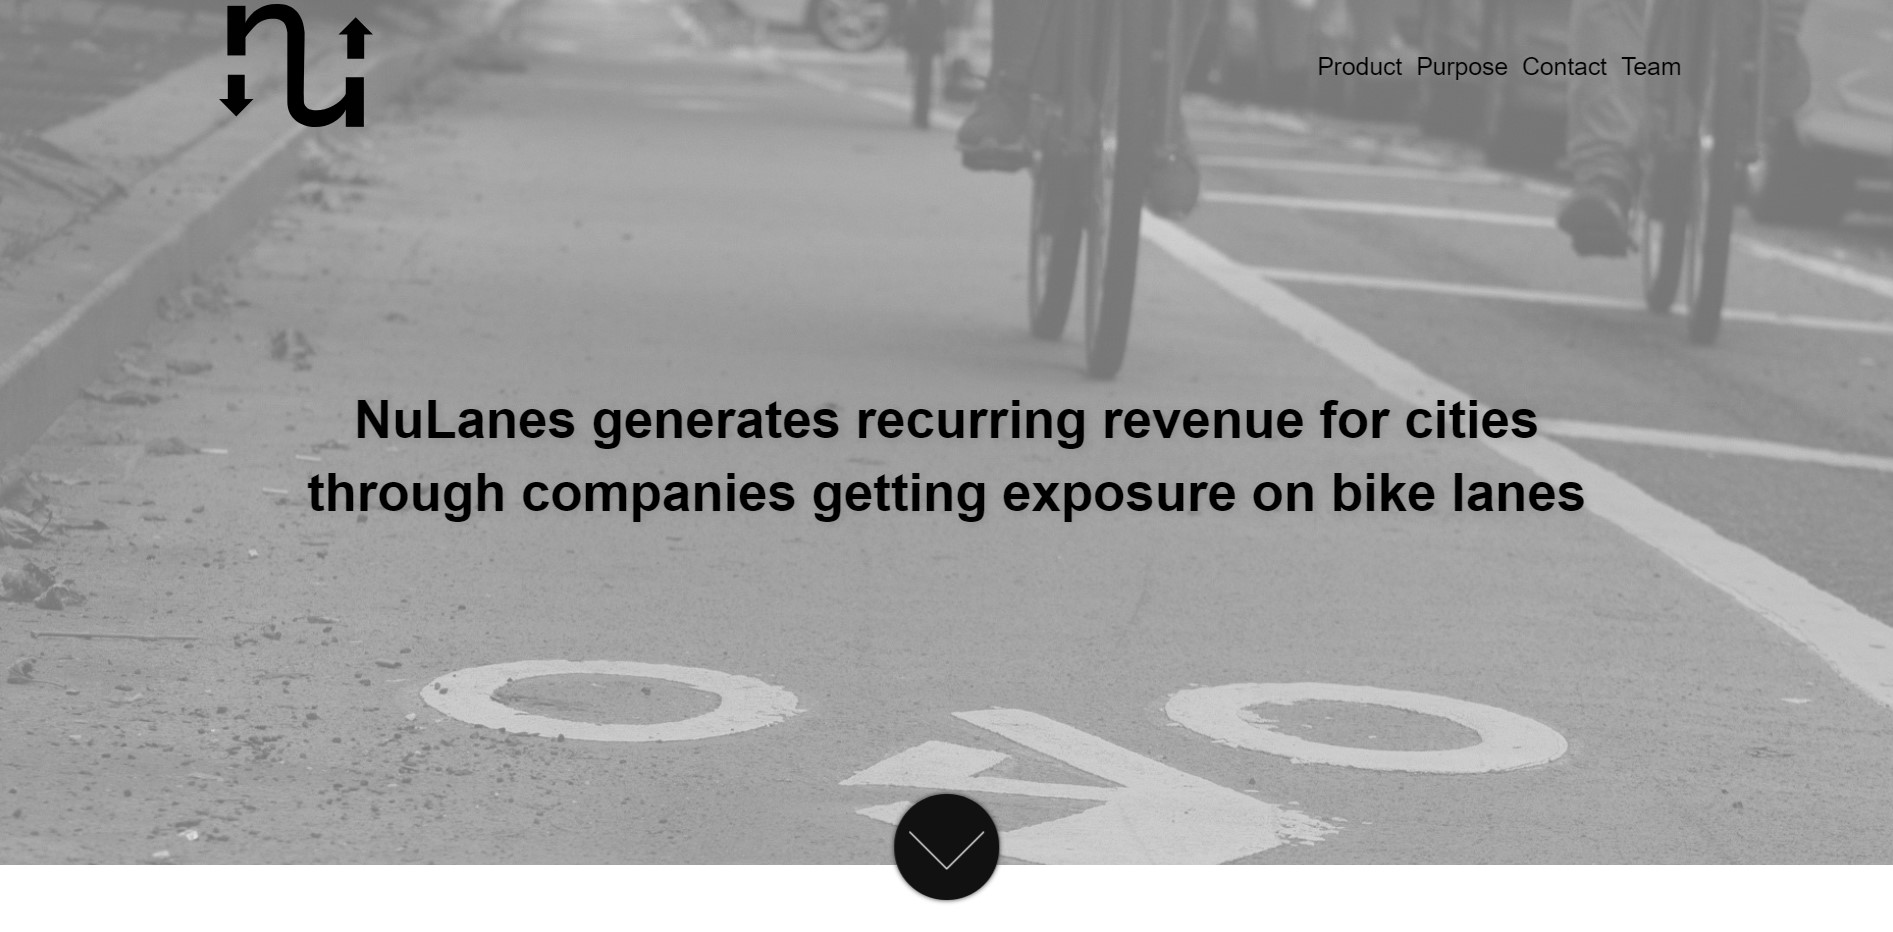 nu
Product Purpose Contact Team
NuLanes generates recurring revenue for cities
through companies getting exposure on bike lanes